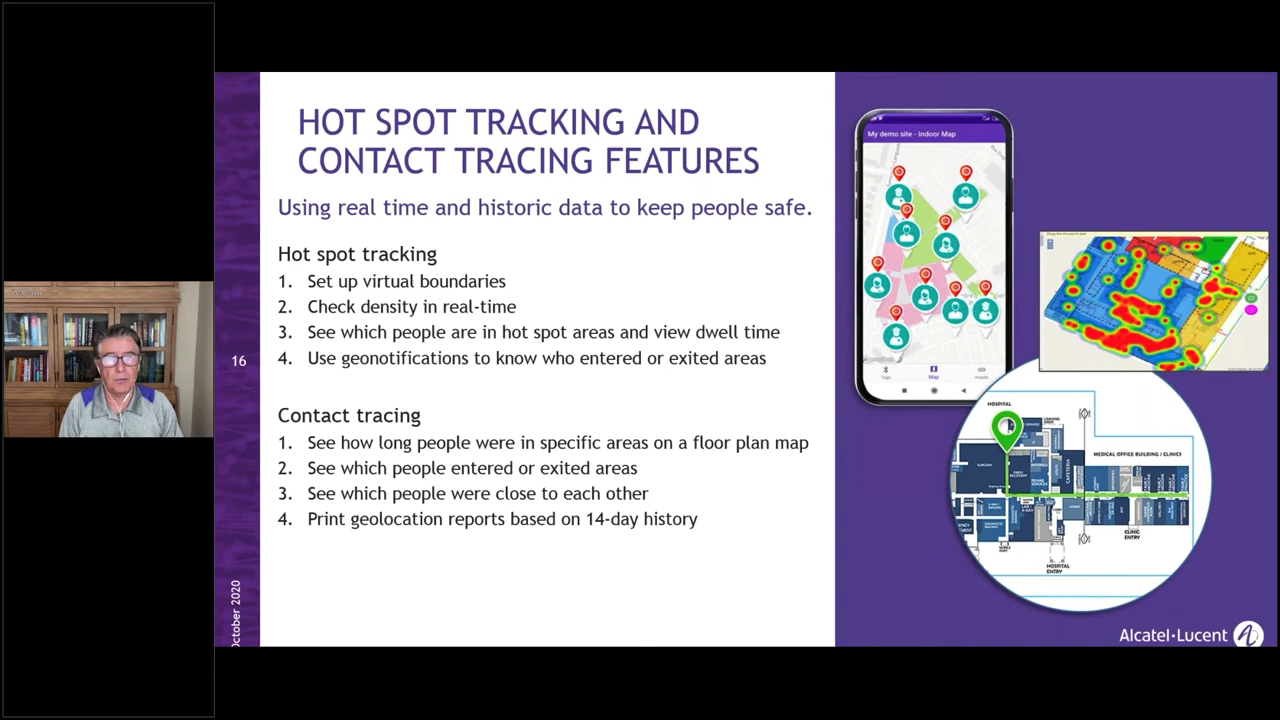 HOT SPOT TRACKING AND
CONTACT TRACING FEATURES
Using real time and historic data to keep people safe.
Hot spot tracking
1. Set up virtual boundaries
2. Check density in real-time
3. See which people are in hot spot areas and view dwell time
4. Use geonotifications to know who entered or exited areas
16
Contact tracing
1. See how long people were in specific areas on a floor plan map
2. See which people entered or exited areas
3. See which people were close to each other
4. Print geolocation reports based on 14-day history
October 2020
My demo site - Indoor Map
Map
HOSPITAL
LOADING
DOCK
SURGERY
CAFETERIA
MEDICAL OFFICE BUILDING / CLINICS
CLINIC
ENTRY
HOSPITAL
ENTRY
Alcatel·Lucent